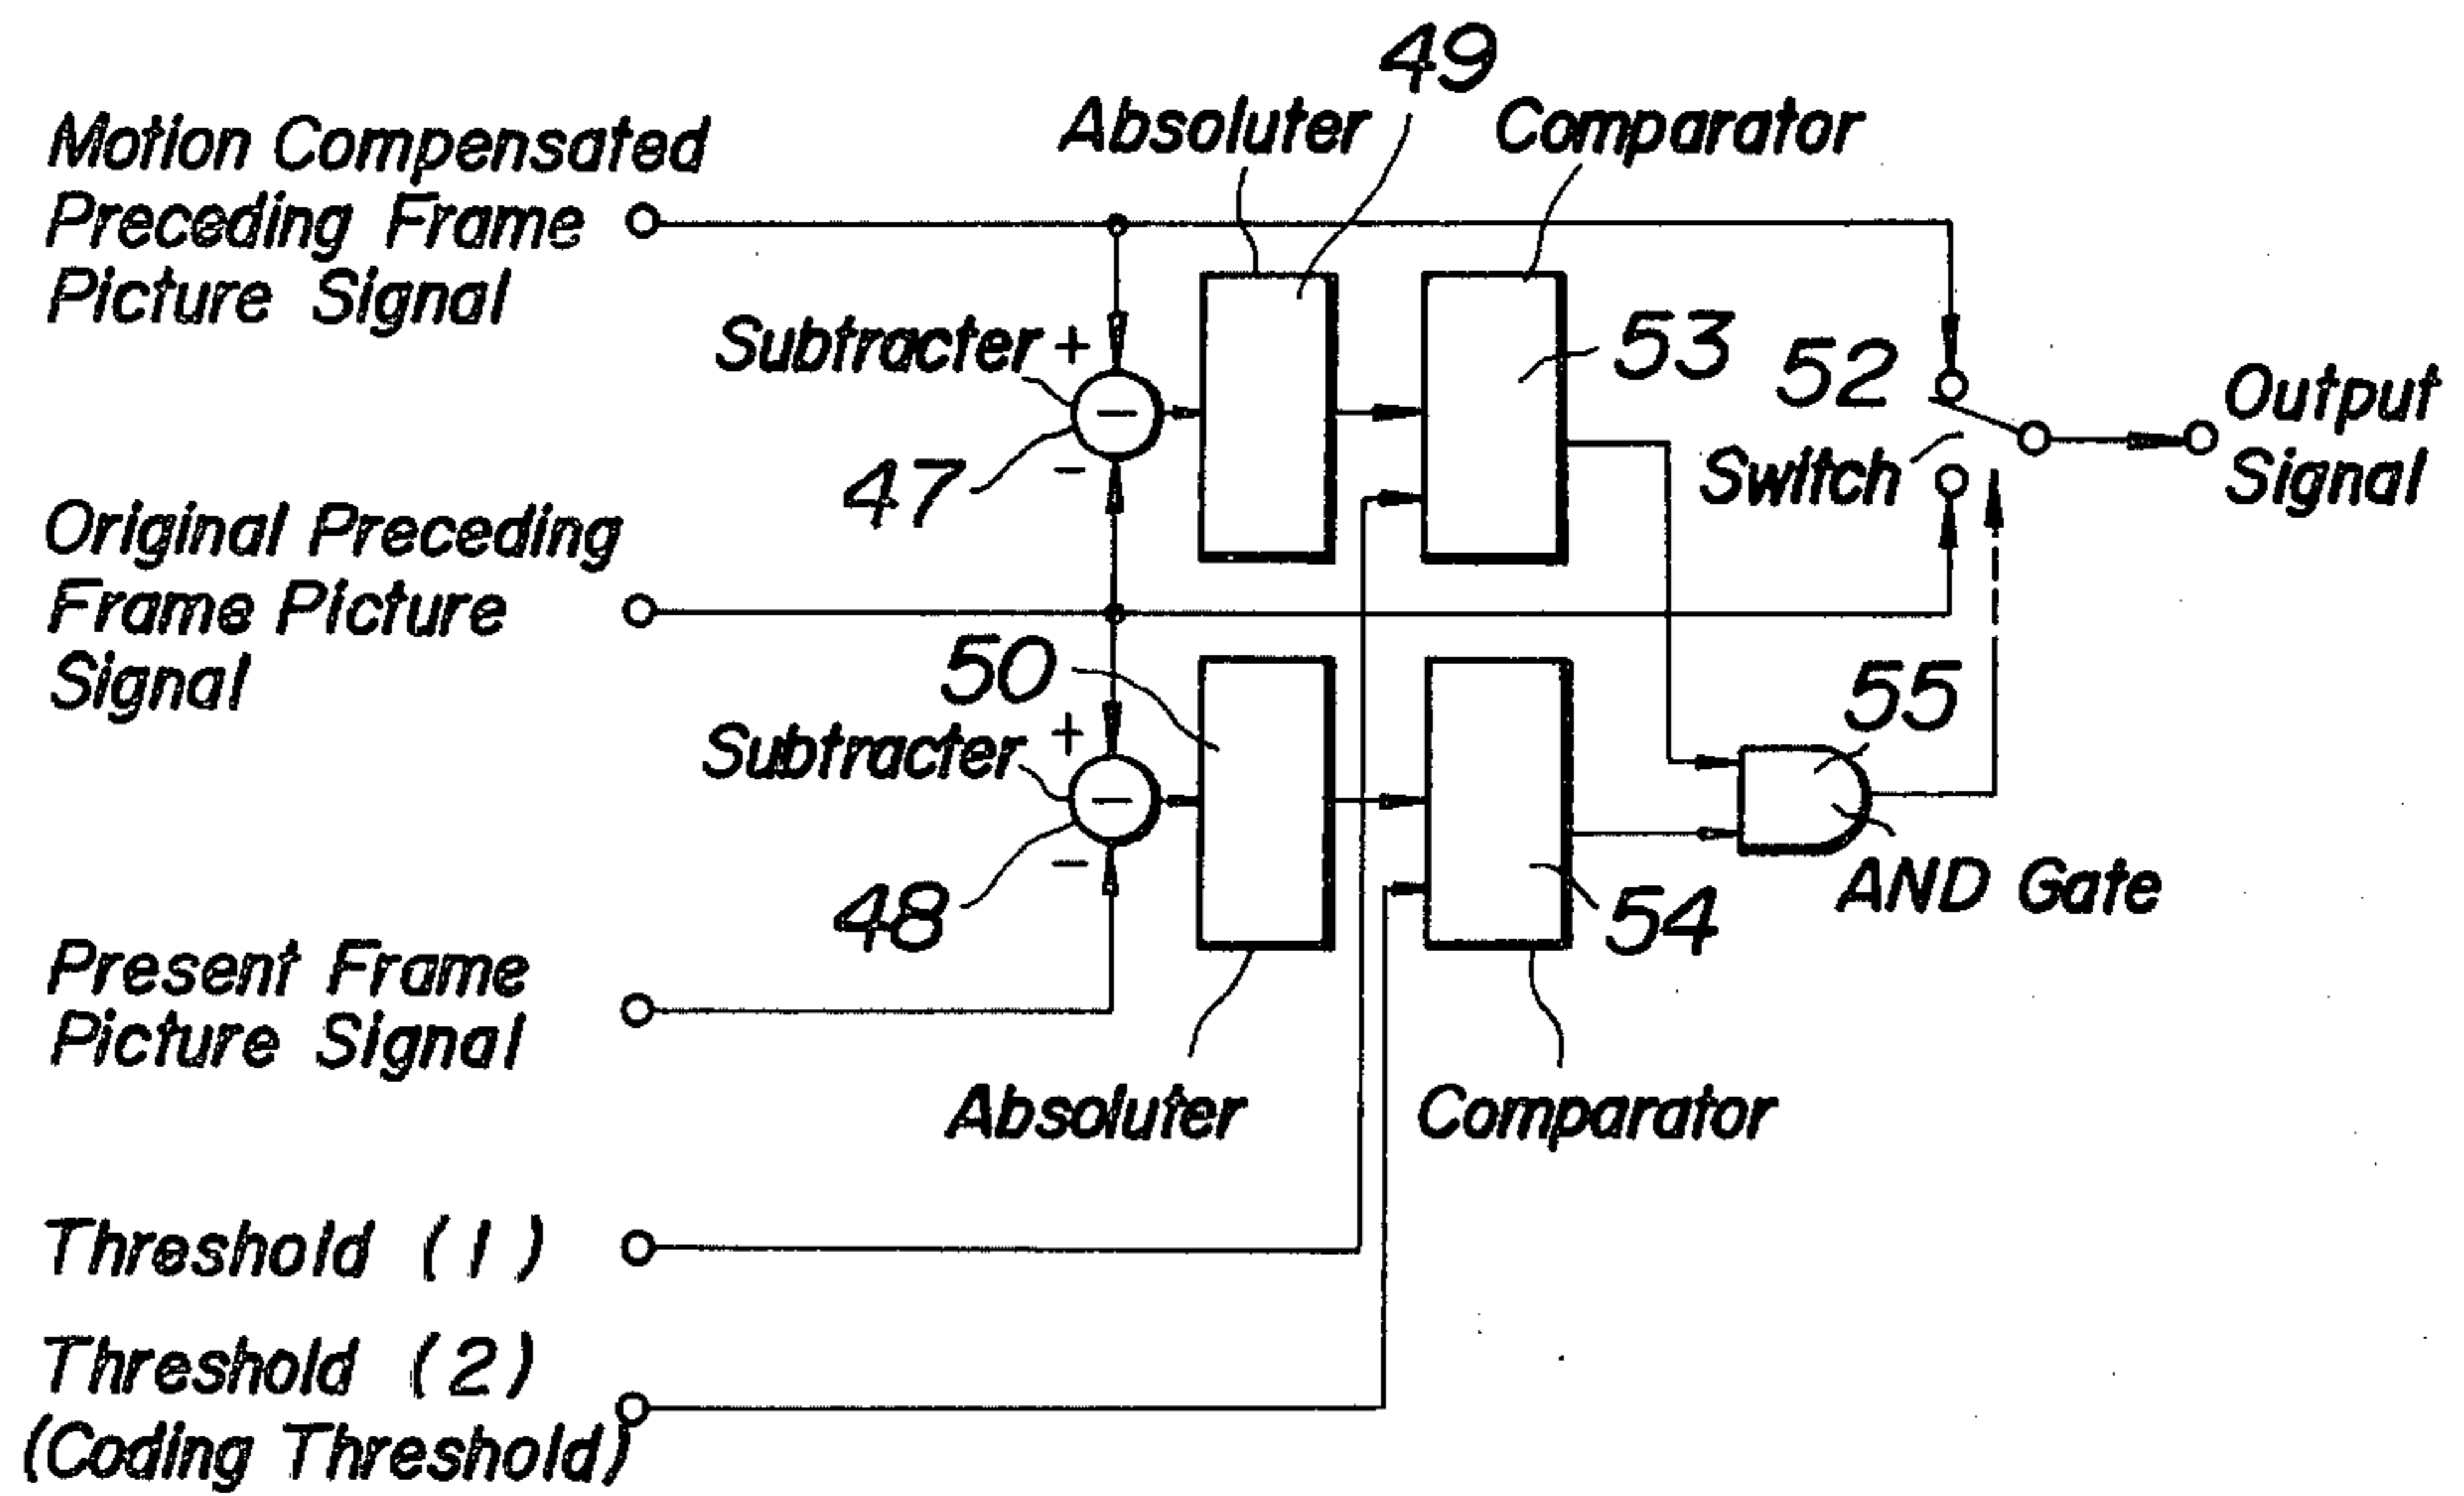 49
Absoluter
Comparator
Motion Compensated
Preceding Frame
Picture Signal
Subtracter +
−
47
−
53
52
Switch
Output
Signal
Original Preceding
Frame Picture
Signal
50
Subtracter +
−
48
−
54
55
AND Gate
Present Frame
Picture Signal
Absoluter
Comparator
Threshold (1)
Threshold (2)
(Coding Threshold)